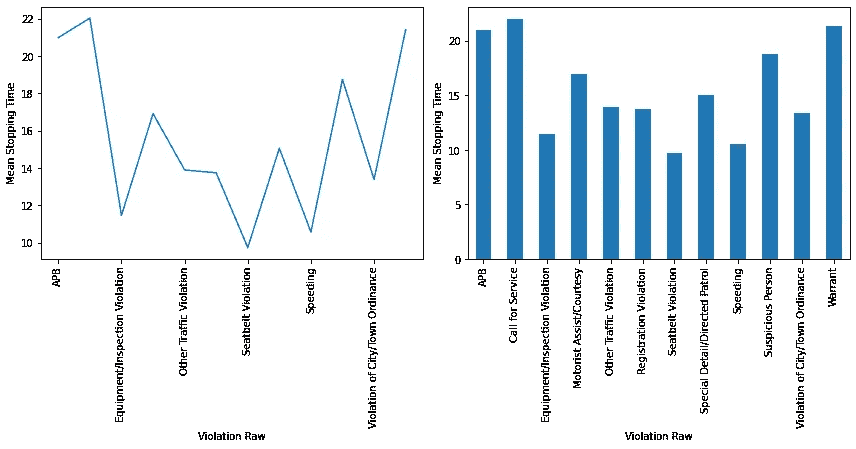 Mean Stopping Time
22
20
18
16
14
12
10
APB
Equipment/Inspection Violation
Other Traffic Violation
Seatbelt Violation
Speeding
Violation of City/Town Ordinance
Violation Raw
Mean Stopping Time
20
15
10
5
0
APB
Call for Service
Equipment/Inspection Violation
Motorist Assist/Courtesy
Other Traffic Violation
Registration Violation
Seatbelt Violation
Special Detail/Directed Patrol
Speeding
Suspicious Person
Violation of City/Town Ordinance
Warrant
Violation Raw